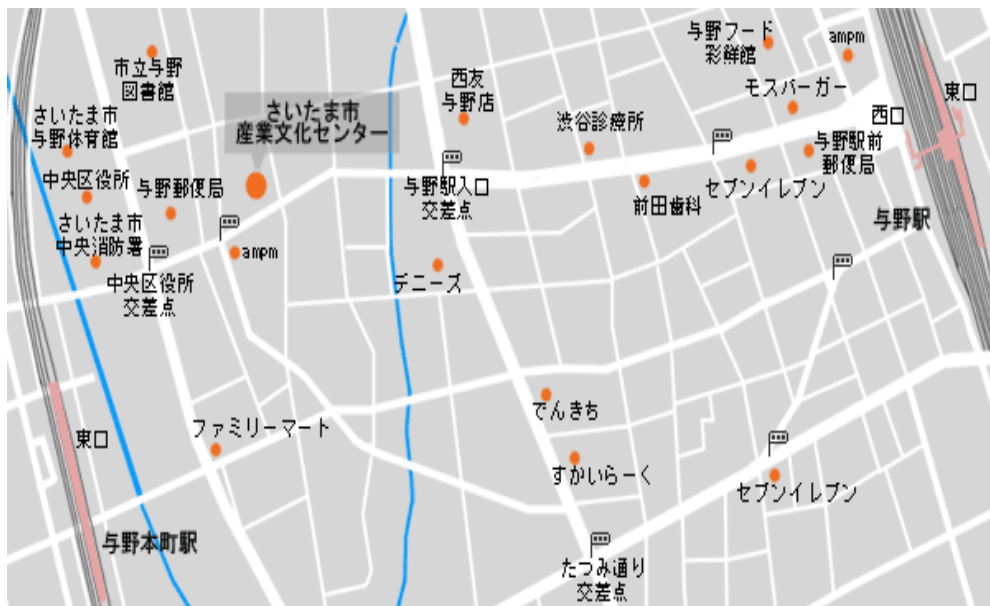 与野フード
彩鮮館
ampm
市立与野
図書館
西友
与野店
モスバーガー
東口
さいたま市
産業文化センター
さいたま市
与野体育館
渋谷診療所
西口
与野駅前
郵便局
中央区役所
与野郵便局
与野駅入口
交差点
前田歯科
セブンイレブン
さいたま市
中央消防署
与野駅
ampm
中央区役所
交差点
デニーズ
でんきち
ファミリーマート
東口
すかいらーく
セブンイレブン
与野本町駅
たつみ通り
交差点